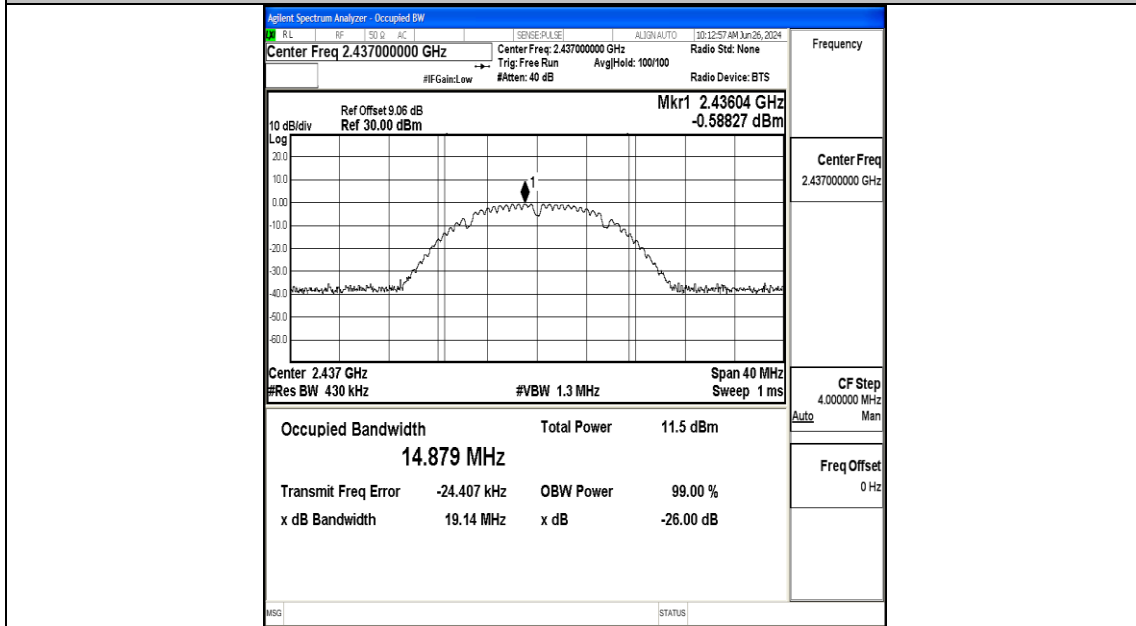 Agilent Spectrum Analyzer - Occupied BW
RL RF 50 Ω AC SENSE:PULSE ALIGN AUTO 10:12:57 AM Jun 26, 2024
Center Freq 2.437000000 GHz
Center Freq: 2.437000000 GHz
Radio Std: None
Trig: Free Run Avg|Hold: 100/100
#IFGain:Low #Atten: 40 dB Radio Device: BTS
Ref Offset 9.06 dB
10 dB/div Ref 30.00 dBm
Mkr1 2.43604 GHz
-0.58827 dBm
Log
20.0
10.0
0.00
-10.0
-20.0
-30.0
-40.0
-50.0
-60.0
1
Center 2.437 GHz Span 40 MHz
#Res BW 430 kHz #VBW 1.3 MHz Sweep 1 ms
Occupied Bandwidth Total Power 11.5 dBm
14.879 MHz
Transmit Freq Error -24.407 kHz OBW Power 99.00 %
x dB Bandwidth 19.14 MHz x dB -26.00 dB
MSG STATUS
Frequency
Center Freq
2.437000000 GHz
CF Step
4.000000 MHz
Auto Man
Freq Offset
0 Hz